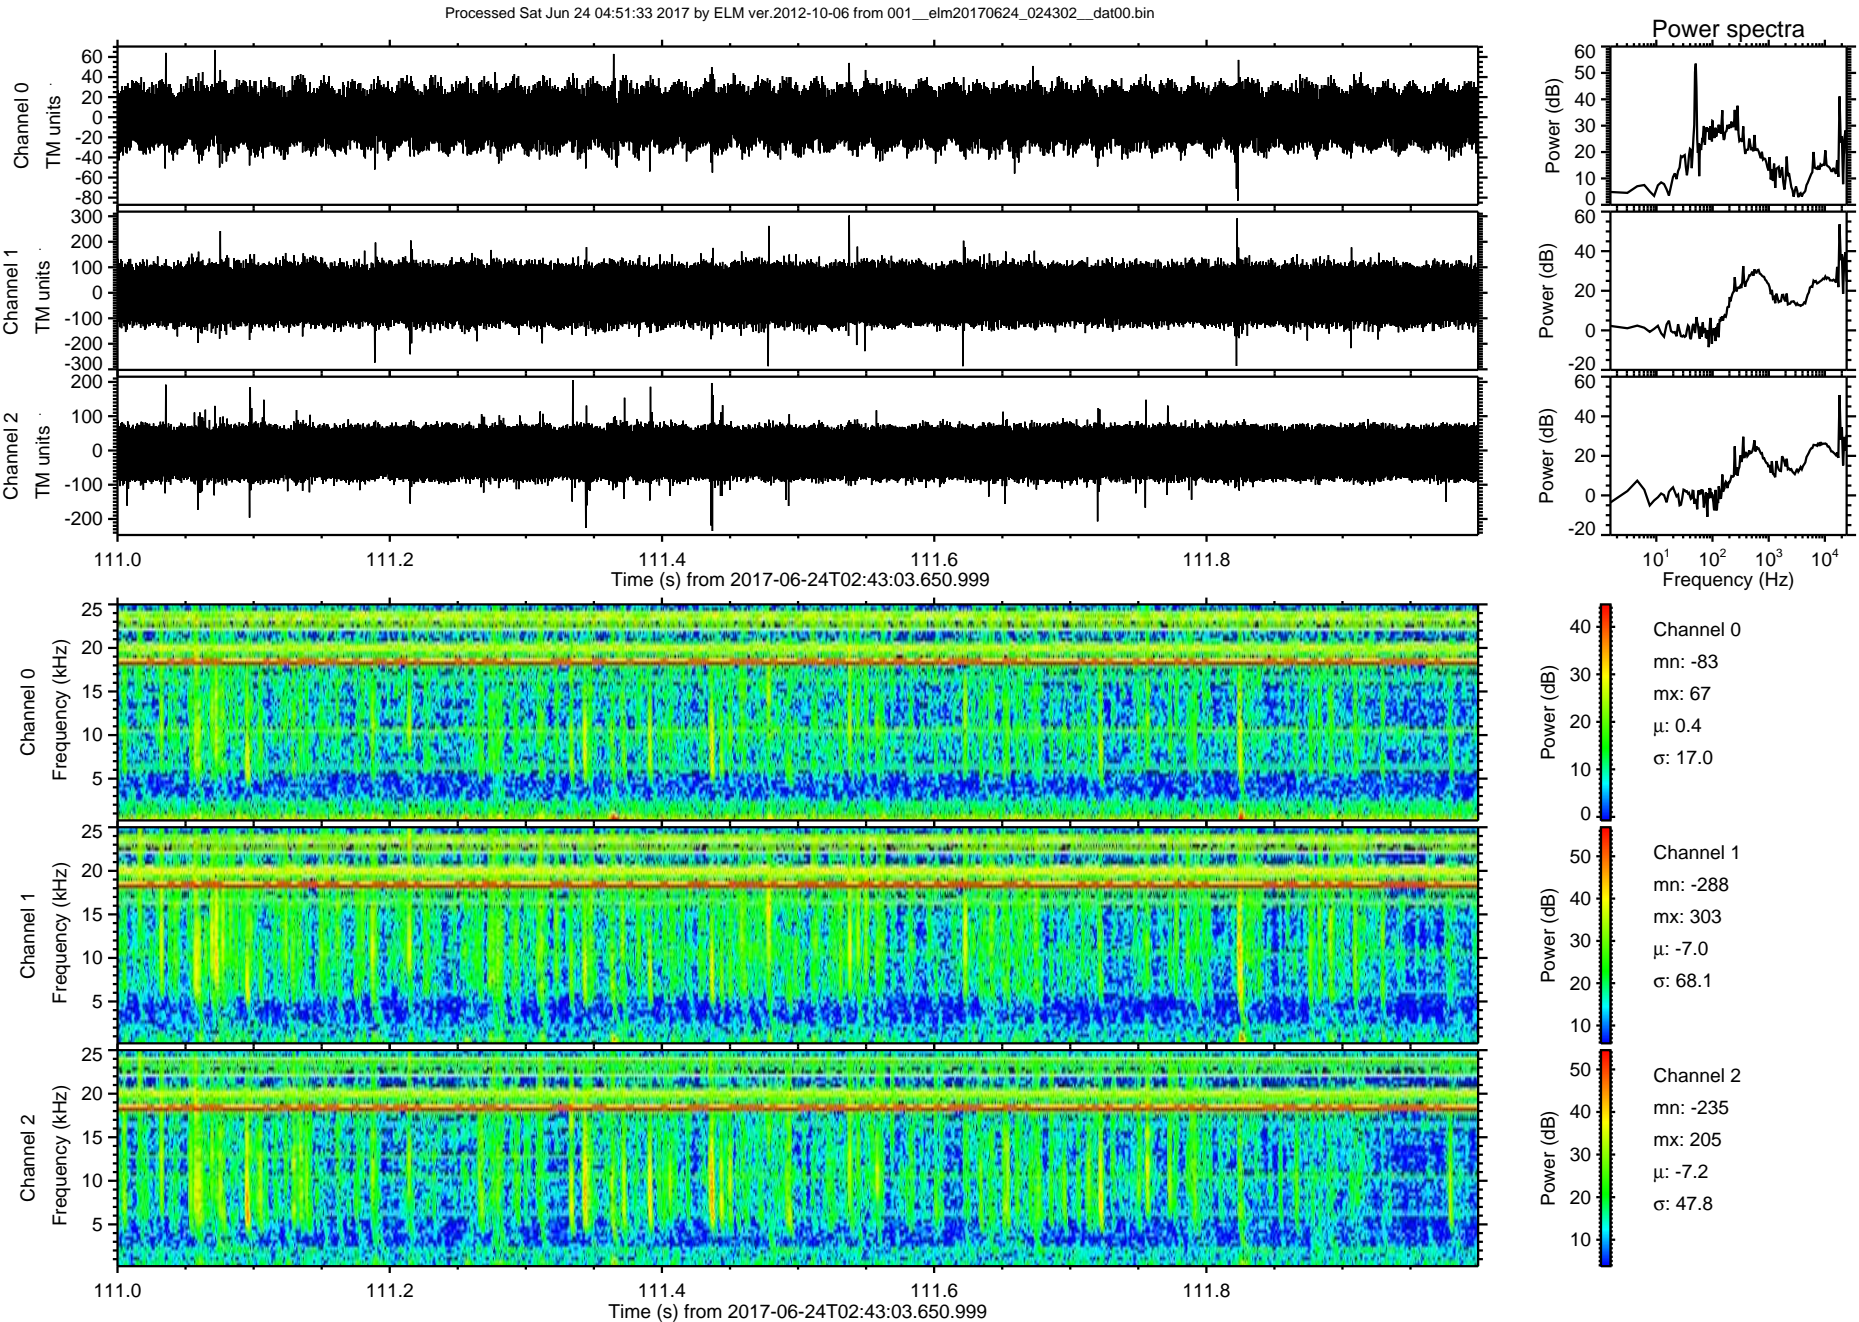 Processed Sat Jun 24 04:51:33 2017 by ELM ver.2012-10-06 from 001__elm20170624_024302__dat00.bin
Power spectra
Channel 0
TM units
60
40
20
0
-20
-40
-60
-80
Power (dB)
60
50
40
30
20
10
0
Channel 1
TM units
300
200
100
0
-100
-200
-300
Power (dB)
60
40
20
0
-20
Channel 2
TM units
200
100
0
-100
-200
Power (dB)
60
40
20
0
-20
111.0 111.2 111.4 111.6 111.8
Time (s) from 2017-06-24T02:43:03.650.999
10^1 10^2 10^3 10^4
Frequency (Hz)
Channel 0
Frequency (kHz)
25
20
15
10
5
Power (dB)
40
30
20
10
0
Channel 0
mn: -83
mx: 67
μ: 0.4
σ: 17.0
Channel 1
Frequency (kHz)
25
20
15
10
5
Power (dB)
50
40
30
20
10
Channel 1
mn: -288
mx: 303
μ: -7.0
σ: 68.1
Channel 2
Frequency (kHz)
25
20
15
10
5
Power (dB)
50
40
30
20
10
Channel 2
mn: -235
mx: 205
μ: -7.2
σ: 47.8
111.0 111.2 111.4 111.6 111.8
Time (s) from 2017-06-24T02:43:03.650.999